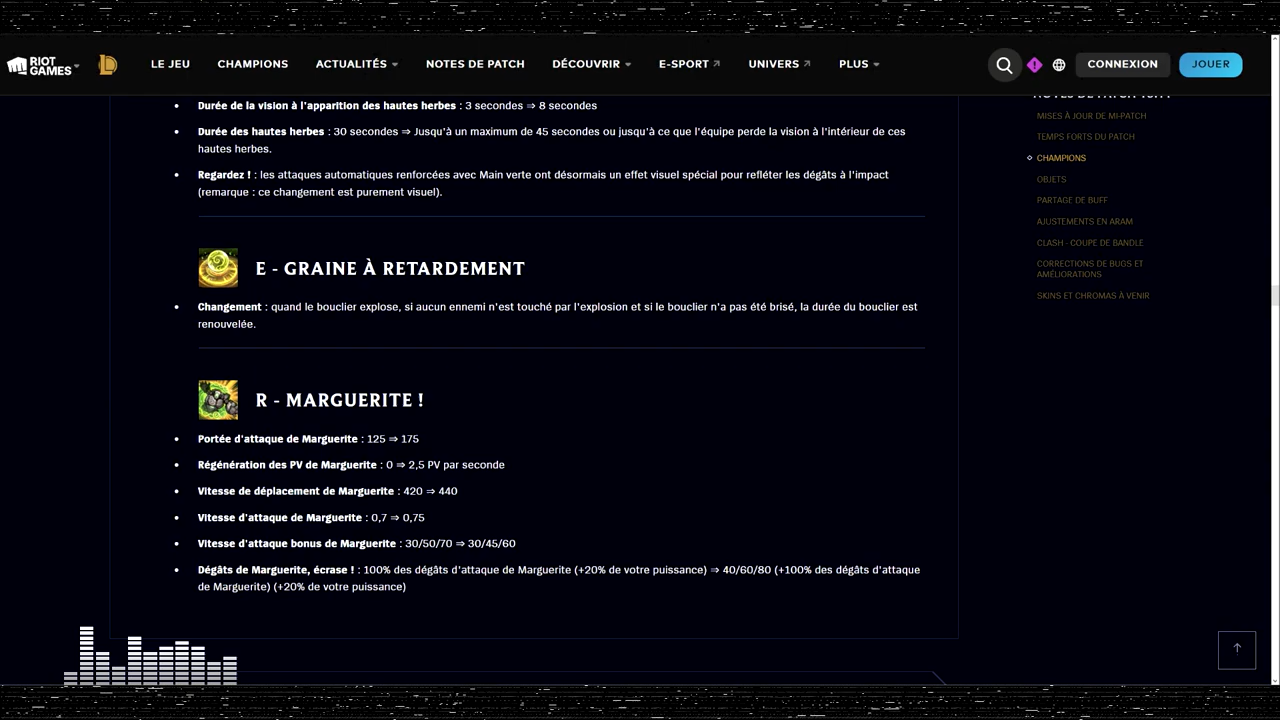 RIOT GAMES
LE JEU
CHAMPIONS
ACTUALITÉS
NOTES DE PATCH
DÉCOUVRIR
E-SPORT
UNIVERS
PLUS
CONNEXION
JOUER
Durée de la vision à l'apparition des hautes herbes : 3 secondes ⇒ 8 secondes
Durée des hautes herbes : 30 secondes ⇒ Jusqu'à un maximum de 45 secondes ou jusqu'à ce que l'équipe perde la vision à l'intérieur de ces
hautes herbes.
Regardez ! : les attaques automatiques renforcées avec Main verte ont désormais un effet visuel spécial pour refléter les dégâts à l'impact
(remarque : ce changement est purement visuel).
E - GRAINE À RETARDEMENT
Changement : quand le bouclier explose, si aucun ennemi n'est touché par l'explosion et si le bouclier n'a pas été brisé, la durée du bouclier est
renouvelée.
R - MARGUERITE !
Portée d'attaque de Marguerite : 125 ⇒ 175
Régénération des PV de Marguerite : 0 ⇒ 2,5 PV par seconde
Vitesse de déplacement de Marguerite : 420 ⇒ 440
Vitesse d'attaque de Marguerite : 0,7 ⇒ 0,75
Vitesse d'attaque bonus de Marguerite : 30/50/70 ⇒ 30/45/60
Dégâts de Marguerite, écrase ! : 100% des dégâts d'attaque de Marguerite (+20% de votre puissance) ⇒ 40/60/80 (+100% des dégâts d'attaque
de Marguerite) (+20% de votre puissance)
MISES À JOUR DE MI-PATCH
TEMPS FORTS DU PATCH
CHAMPIONS
OBJETS
PARTAGE DE BUFF
AJUSTEMENTS EN ARAM
CLASH - COUPE DE BANDLE
CORRECTIONS DE BUGS ET
AMÉLIORATIONS
SKINS ET CHROMAS À VENIR